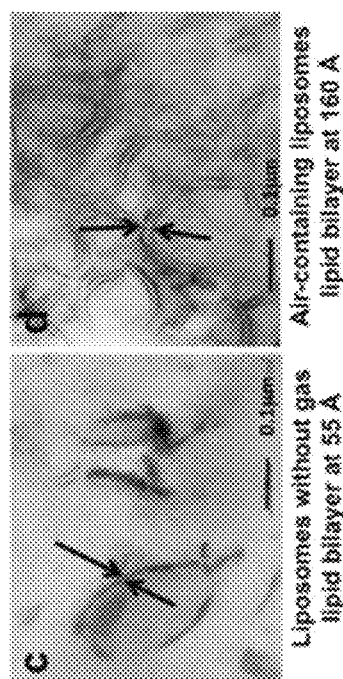 c
0.1µm
Liposomes without gas
lipid bilayer at 55 Å
d
0.1µm
Air-containing liposomes
lipid bilayer at 160 Å